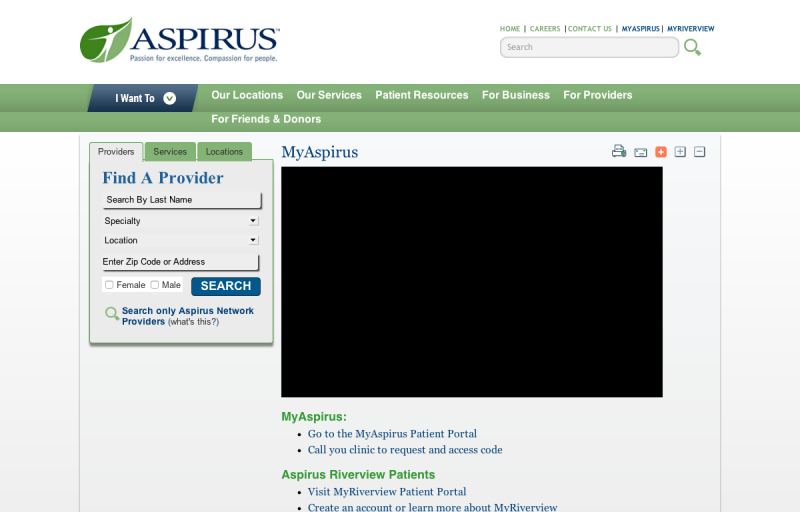 ASPIRUS™
Passion for excellence. Compassion for people.
HOME | CAREERS | CONTACT US | MYASPIRUS | MYRIVERVIEW
Search
I Want To
Our Locations Our Services Patient Resources For Business For Providers
For Friends & Donors
Providers Services Locations
Find A Provider
Search By Last Name
Specialty
Location
Enter Zip Code or Address
Female Male SEARCH
Search only Aspirus Network
Providers (what's this?)
MyAspirus
MyAspirus:
• Go to the MyAspirus Patient Portal
• Call you clinic to request and access code
Aspirus Riverview Patients
• Visit MyRiverview Patient Portal
• Create an account or learn more about MyRiverview